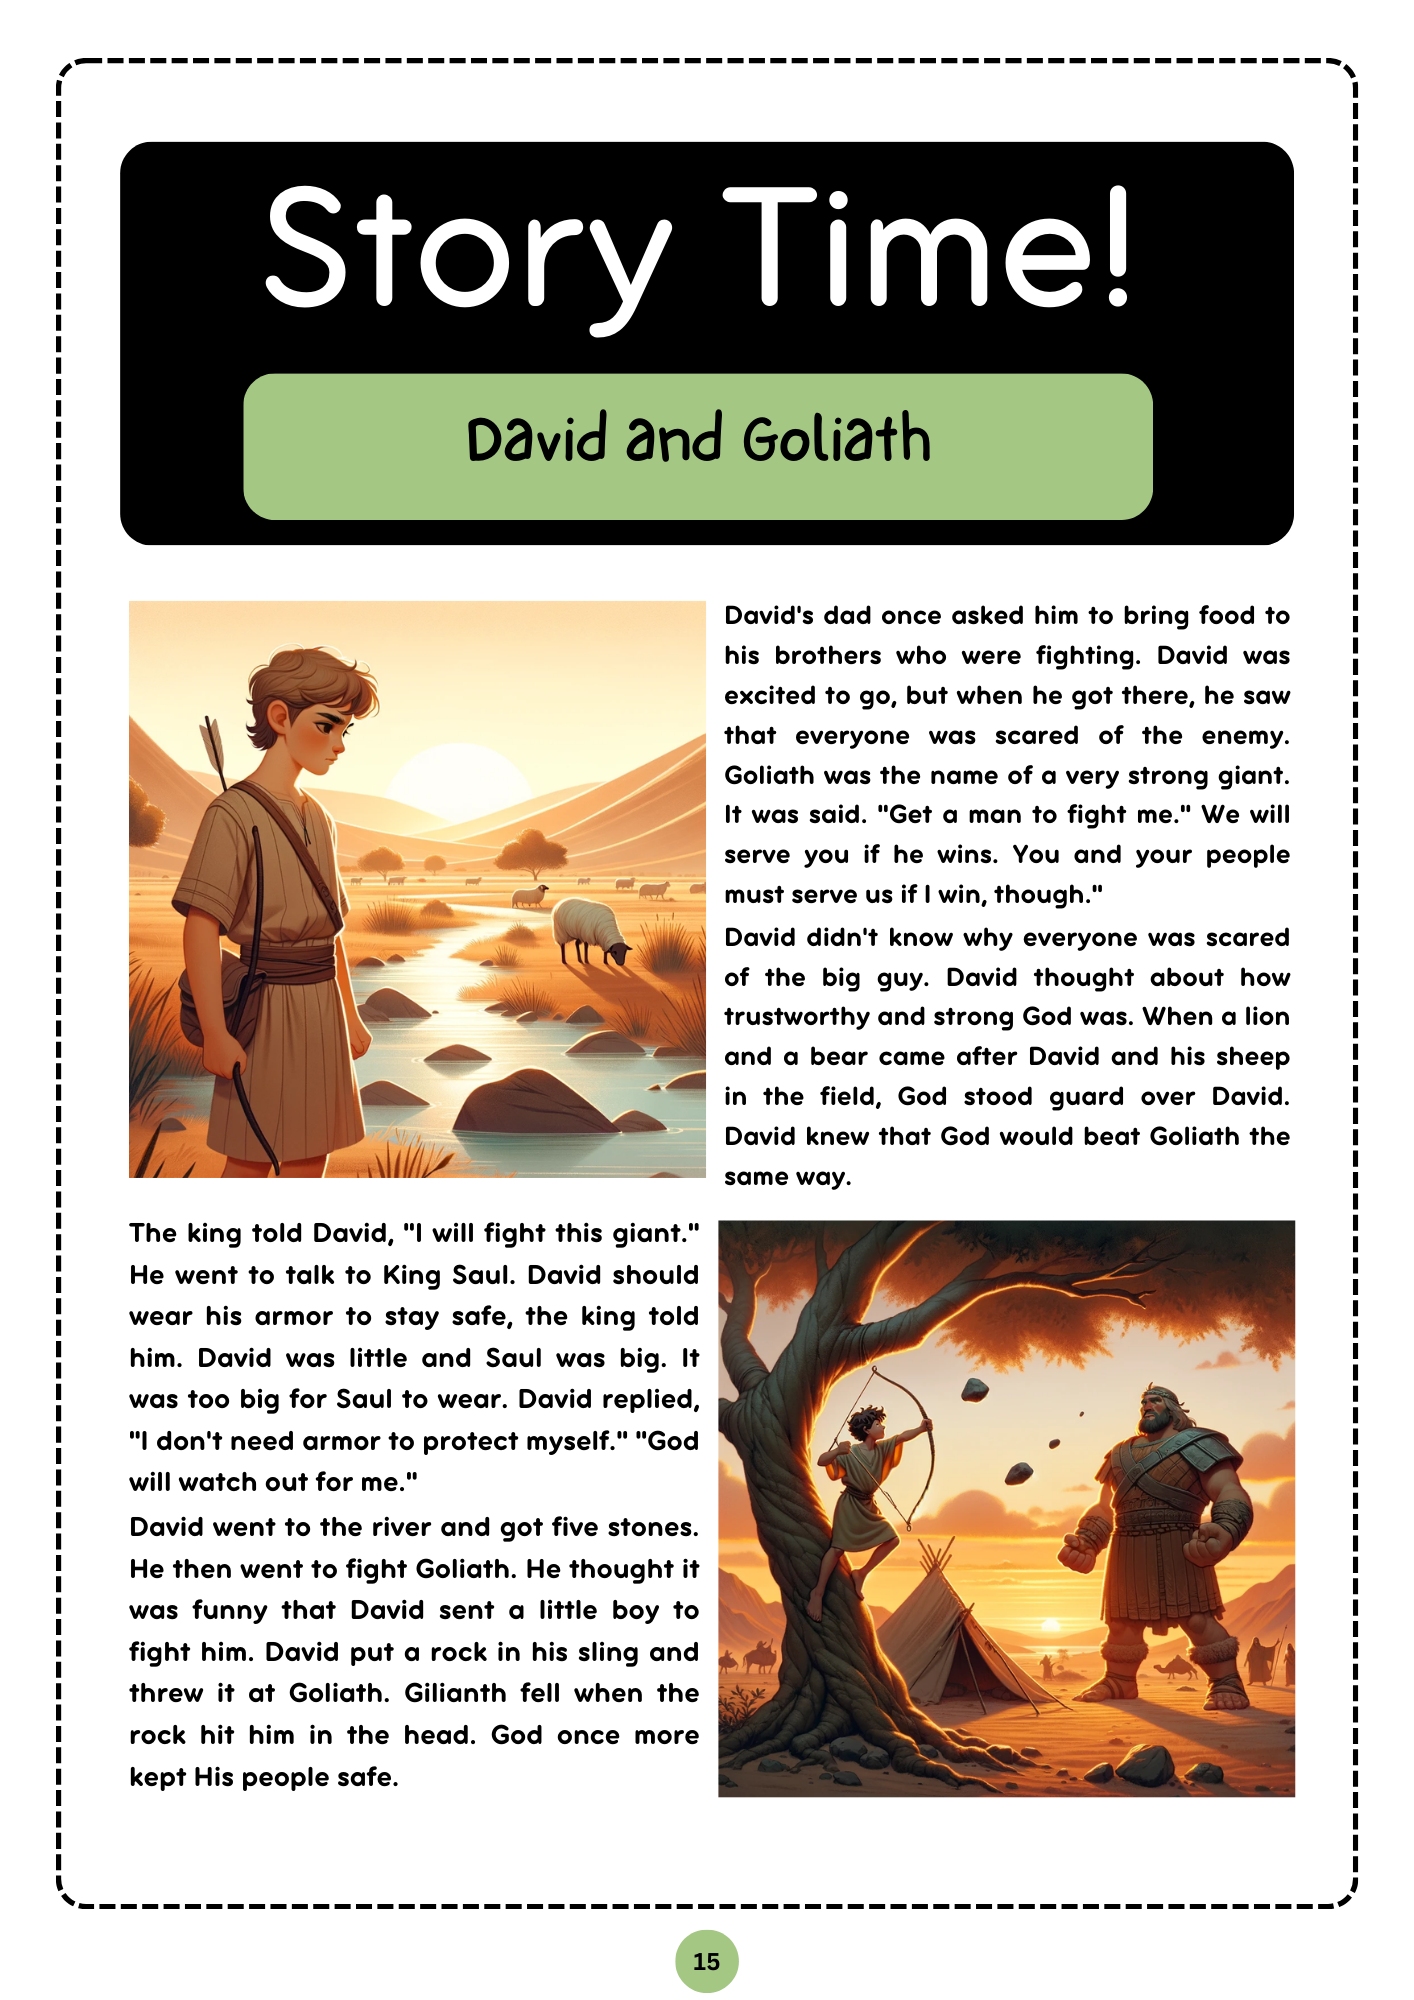 Story Time!
David and Goliath
David's dad once asked him to bring food to
his brothers who were fighting. David was
excited to go, but when he got there, he saw
that everyone was scared of the enemy.
Goliath was the name of a very strong giant.
It was said. "Get a man to fight me." We will
serve you if he wins. You and your people
must serve us if I win, though."
David didn't know why everyone was scared
of the big guy. David thought about how
trustworthy and strong God was. When a lion
and a bear came after David and his sheep
in the field, God stood guard over David.
David knew that God would beat Goliath the
same way.
The king told David, "I will fight this giant."
He went to talk to King Saul. David should
wear his armor to stay safe, the king told
him. David was little and Saul was big. It
was too big for Saul to wear. David replied,
"I don't need armor to protect myself." "God
will watch out for me."
David went to the river and got five stones.
He then went to fight Goliath. He thought it
was funny that David sent a little boy to
fight him. David put a rock in his sling and
threw it at Goliath. Gilianth fell when the
rock hit him in the head. God once more
kept His people safe.
15